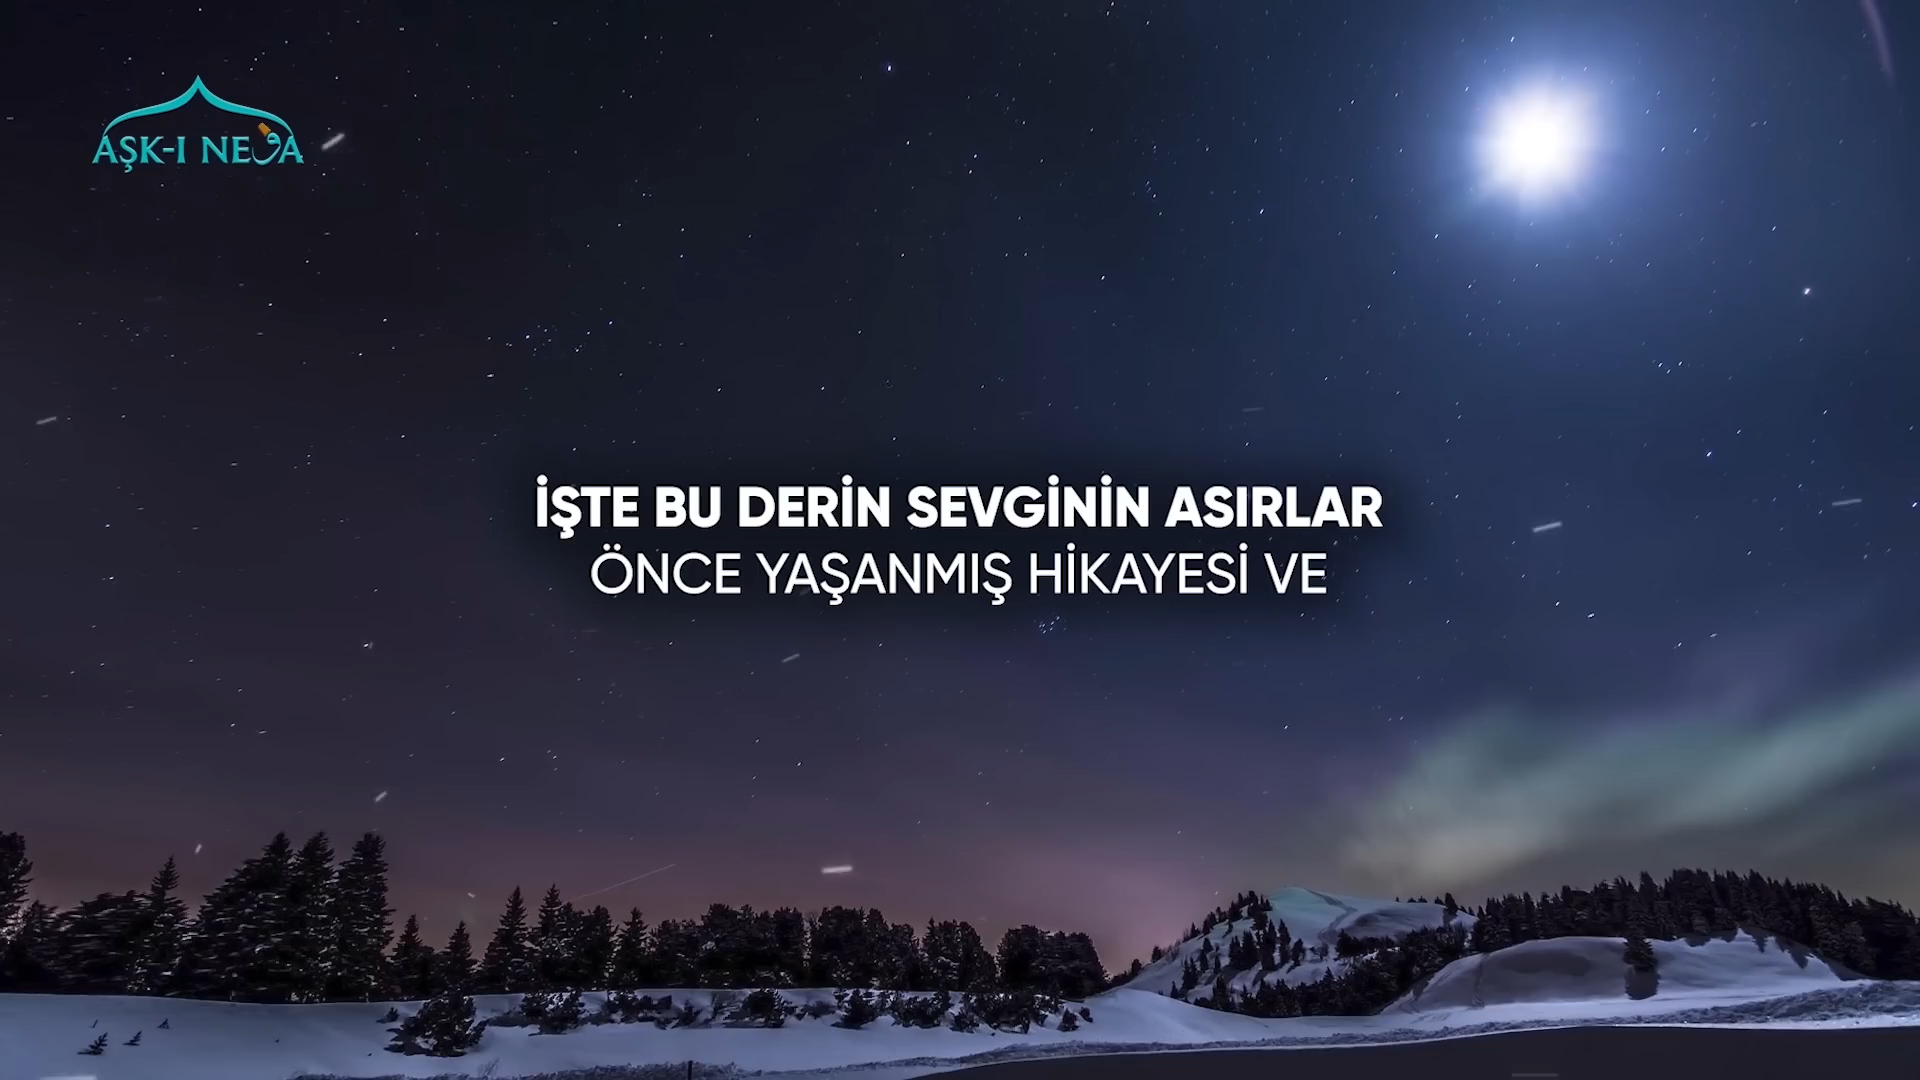 AŞK-I NEVA
İŞTE BU DERİN SEVGİNİN ASIRLAR
ÖNCE YAŞANMIŞ HİKAYESİ VE